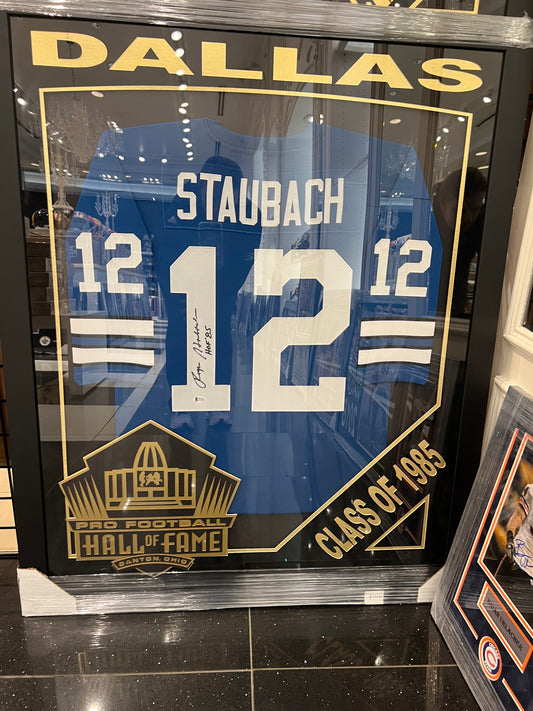 DALLAS
STAUBACH
12 12 12
HOF '85
CLASS OF 1985
PRO FOOTBALL
HALL OF FAME
CANTON, OHIO